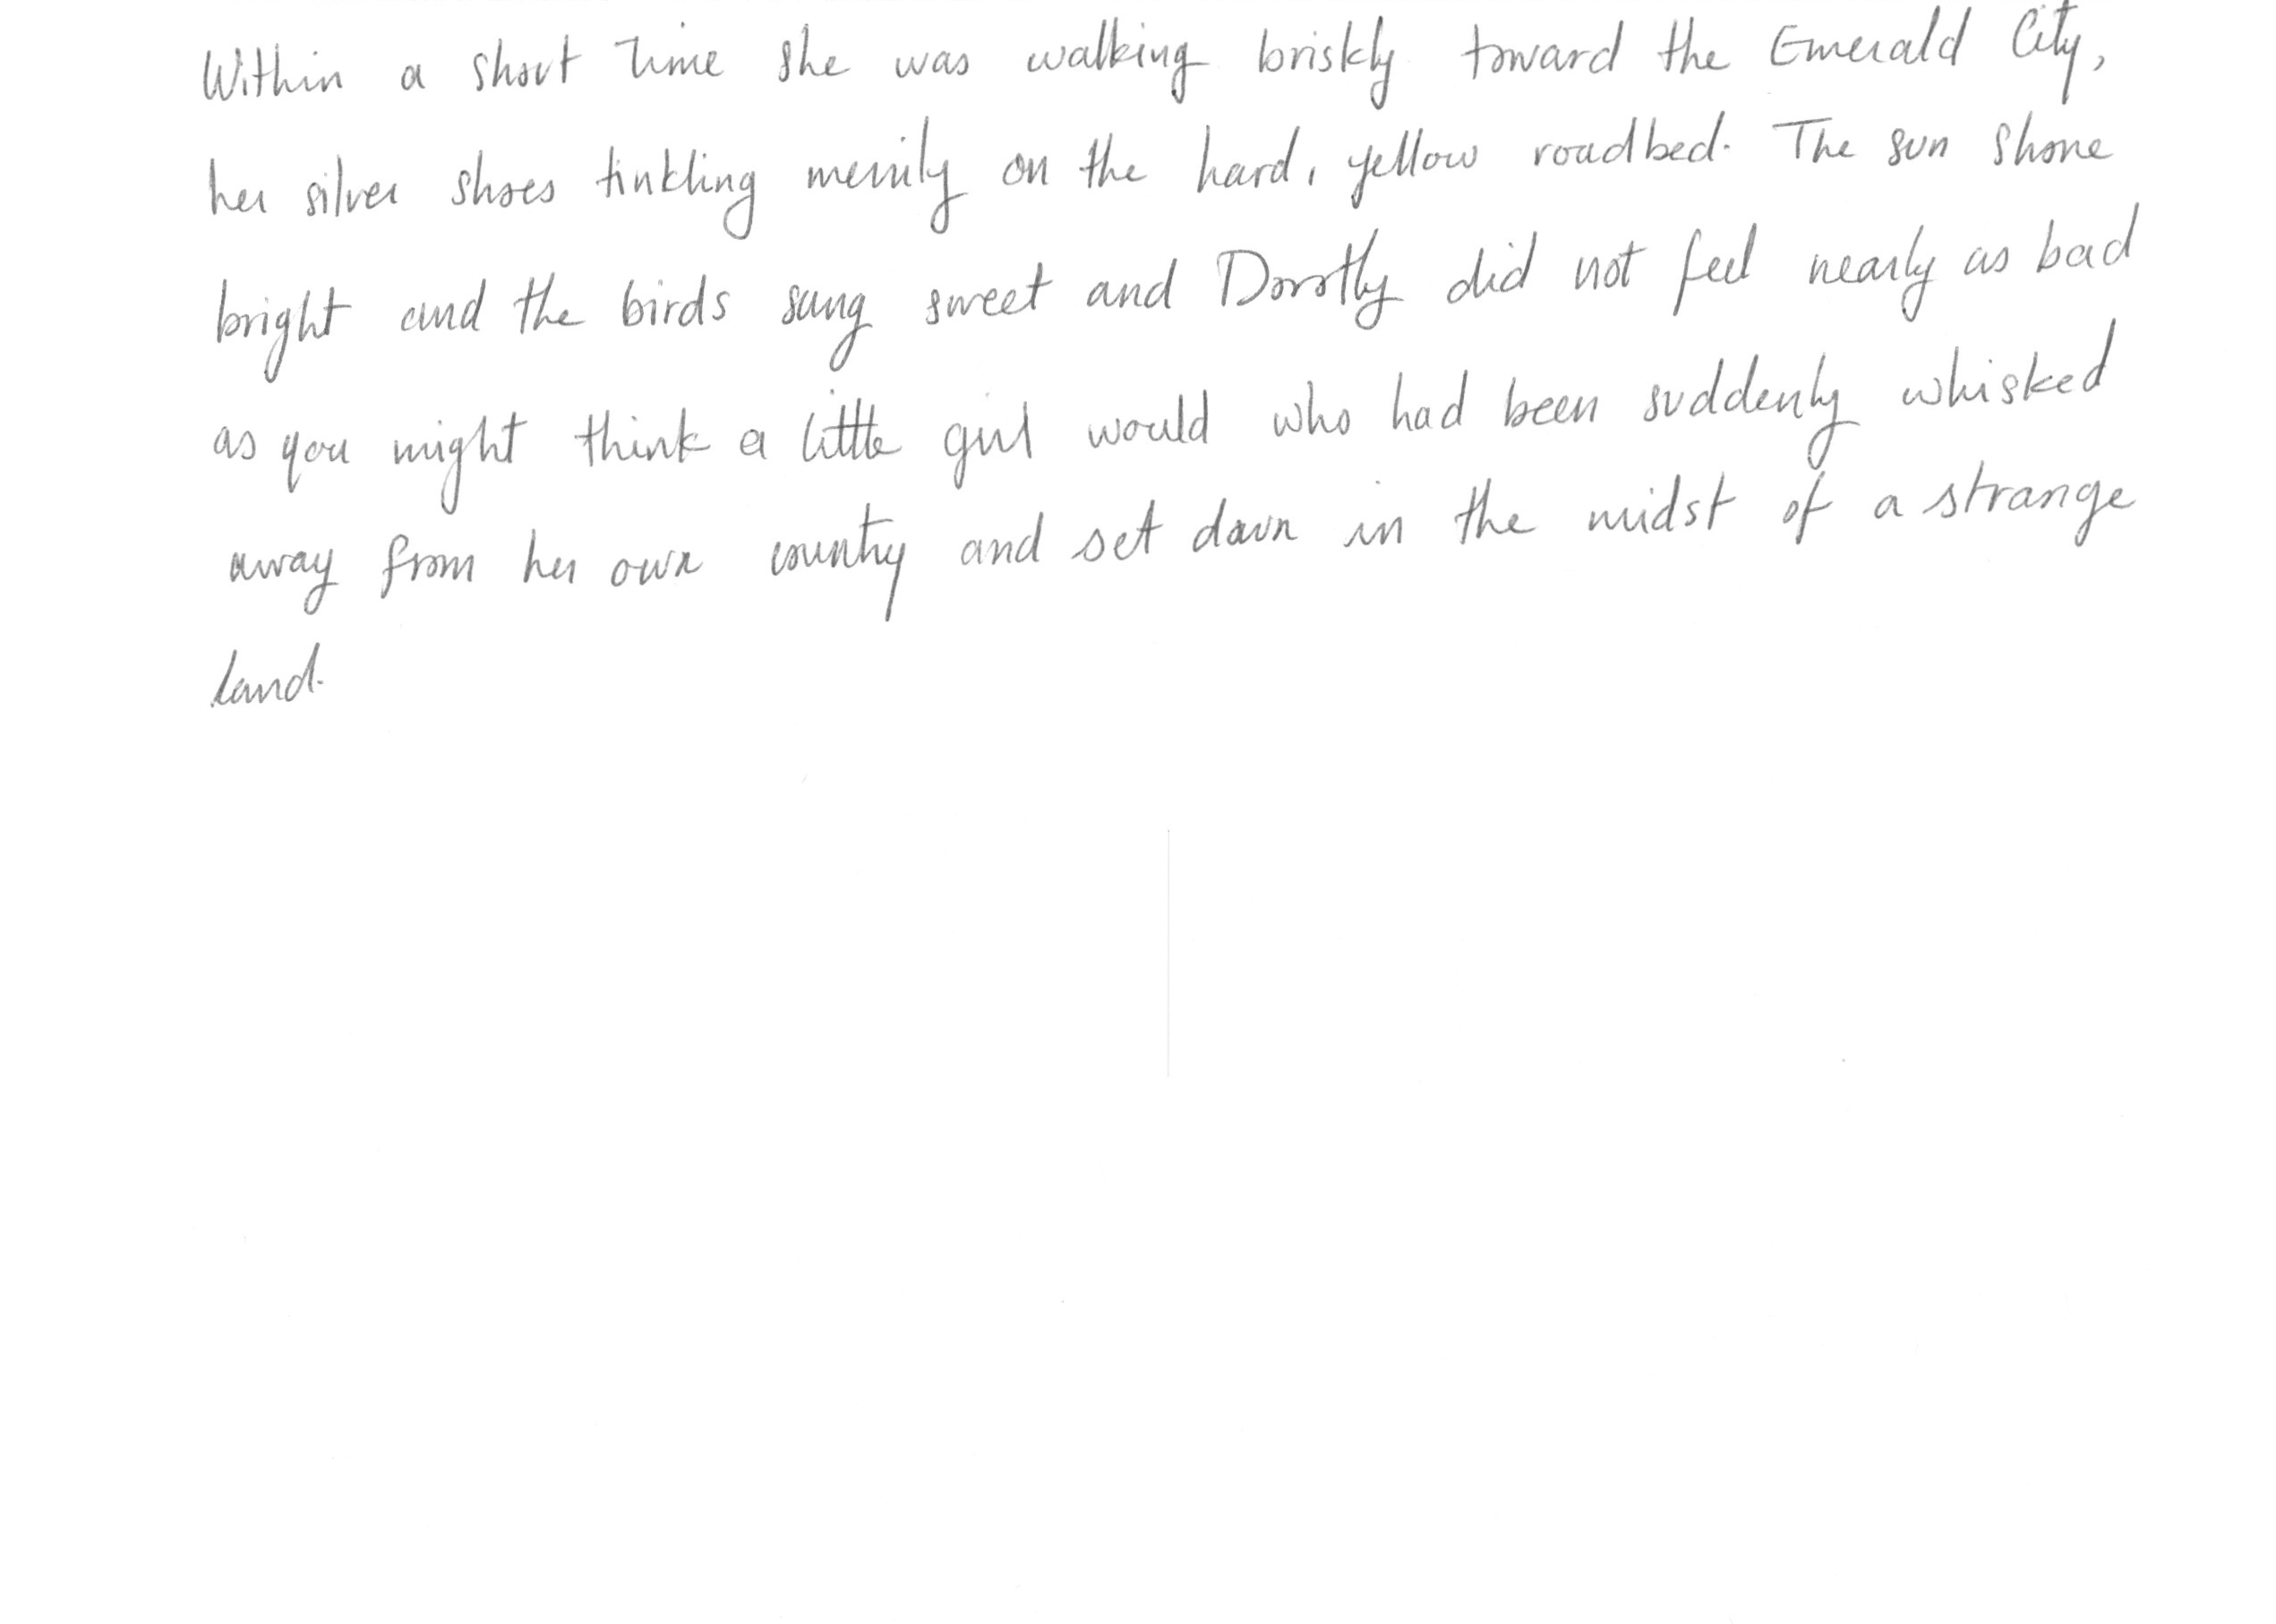 Within a short time she was walking briskly toward the Emerald City,
her silver shoes tinkling merrily on the hard, yellow roadbed. The sun shone
bright and the birds sang sweet and Dorothy did not feel nearly as bad
as you might think a little girl would who had been suddenly whisked
away from her own country and set down in the midst of a strange
land.